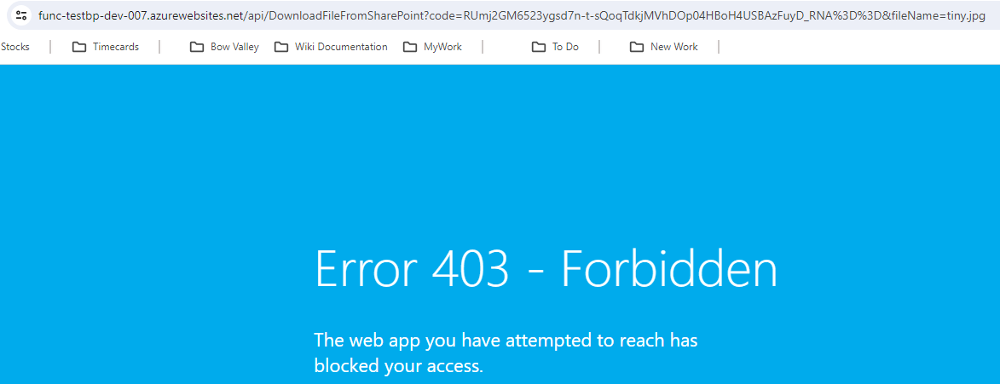 func-testbp-dev-007.azurewebsites.net/api/DownloadFileFromSharePoint?code=RUmj2GM6523ygsd7n-t-sQoqTdkjMVhDOp04HBoH4USBAzFuyD_RNA%3D%3D&fileName=tiny.jpg
Stocks | Timecards | Bow Valley Wiki Documentation MyWork | To Do | New Work |
Error 403 - Forbidden
The web app you have attempted to reach has
blocked your access.